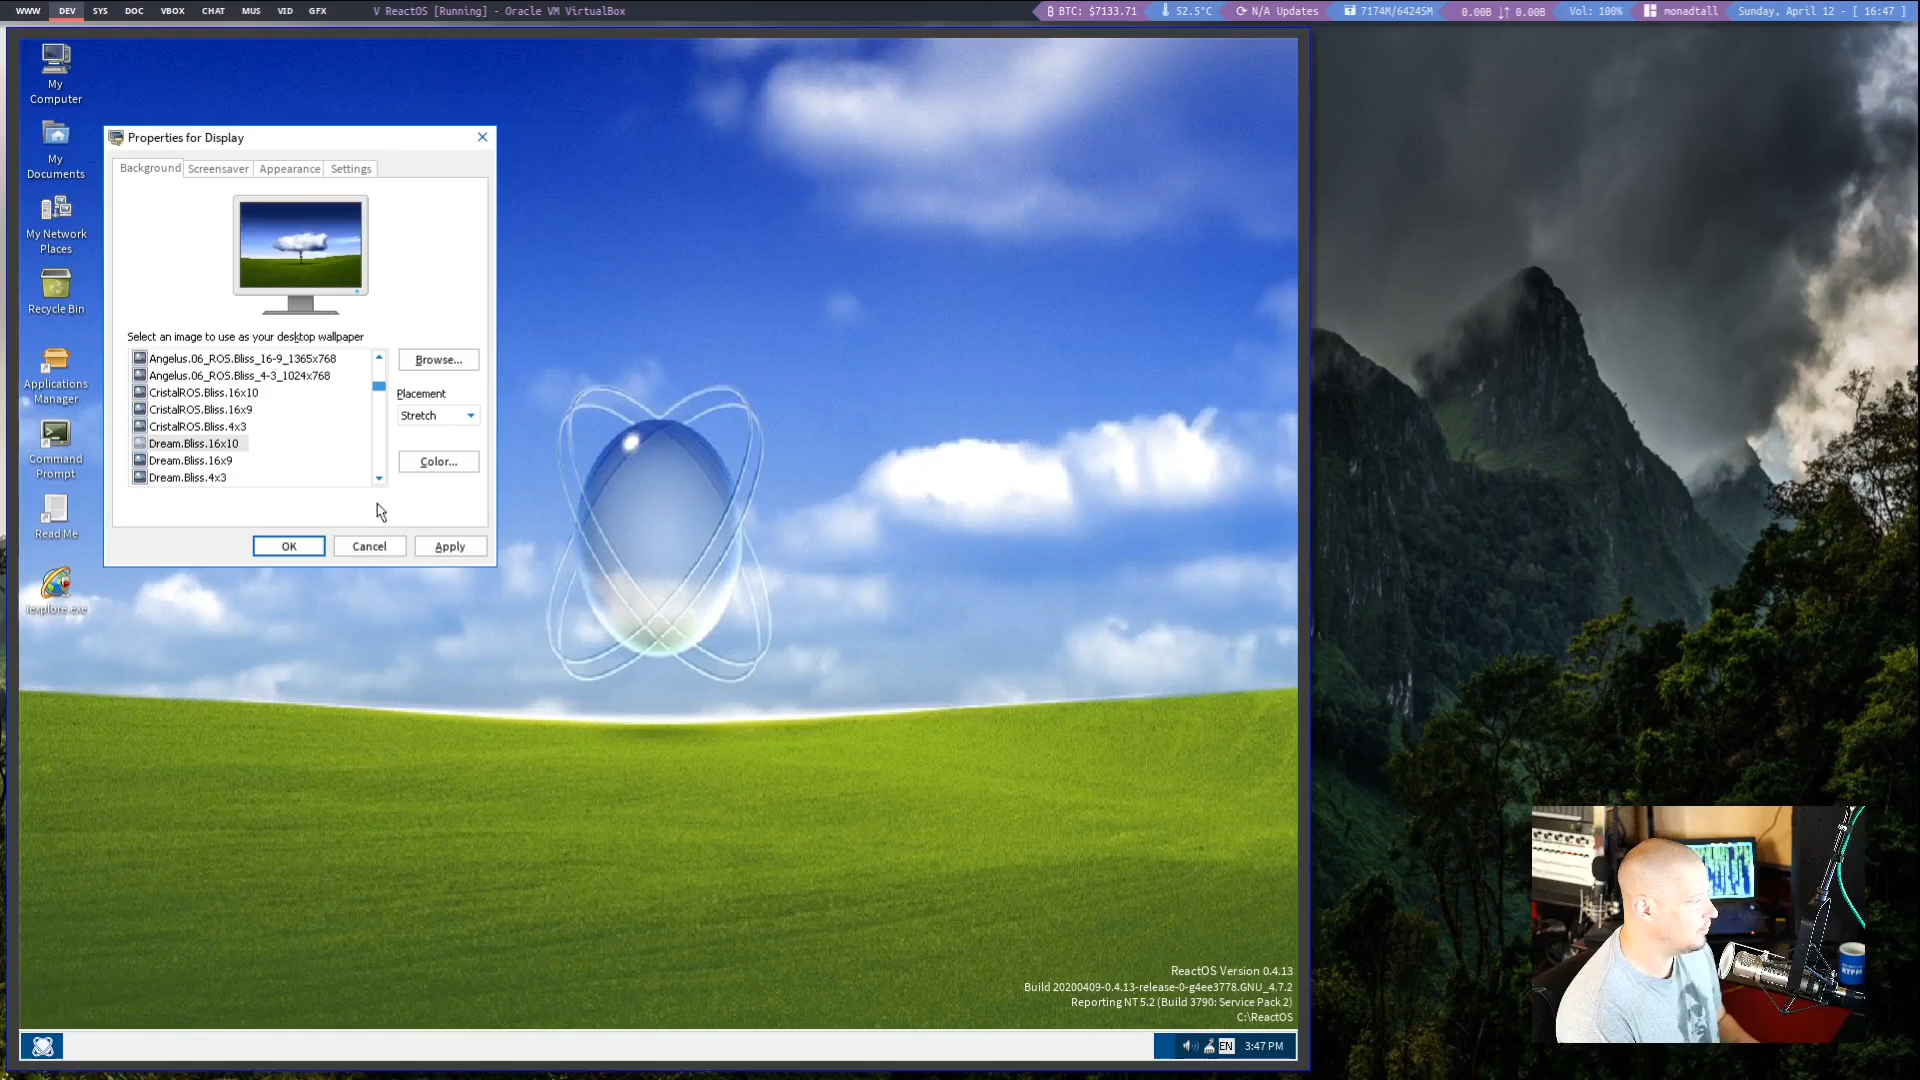 WWW DEV SYS DOC VBOX CHAT MUS VID GFX V ReactOS [Running] - Oracle VM VirtualBox BTC: $7133.71 52.5°C N/A Updates 7174M/64245M 0.00B ↓↑ 0.00B Vol: 100% monadtall Sunday, April 12 - [ 16:47 ]
My
Computer
My
Documents
My Network
Places
Recycle Bin
Applications
Manager
Command
Prompt
Read Me
iexplore.exe
Properties for Display
Background Screensaver Appearance Settings
Select an image to use as your desktop wallpaper
Angelus.06_ROS.Bliss_16-9_1365x768
Angelus.06_ROS.Bliss_4-3_1024x768
CristalROS.Bliss.16x10
CristalROS.Bliss.16x9
CristalROS.Bliss.4x3
Dream.Bliss.16x10
Dream.Bliss.16x9
Dream.Bliss.4x3
Browse...
Placement
Stretch
Color...
OK Cancel Apply
ReactOS Version 0.4.13
Build 20200409-0.4.13-release-0-g4ee3778.GNU_4.7.2
Reporting NT 5.2 (Build 3790: Service Pack 2)
C:\ReactOS
EN 3:47 PM